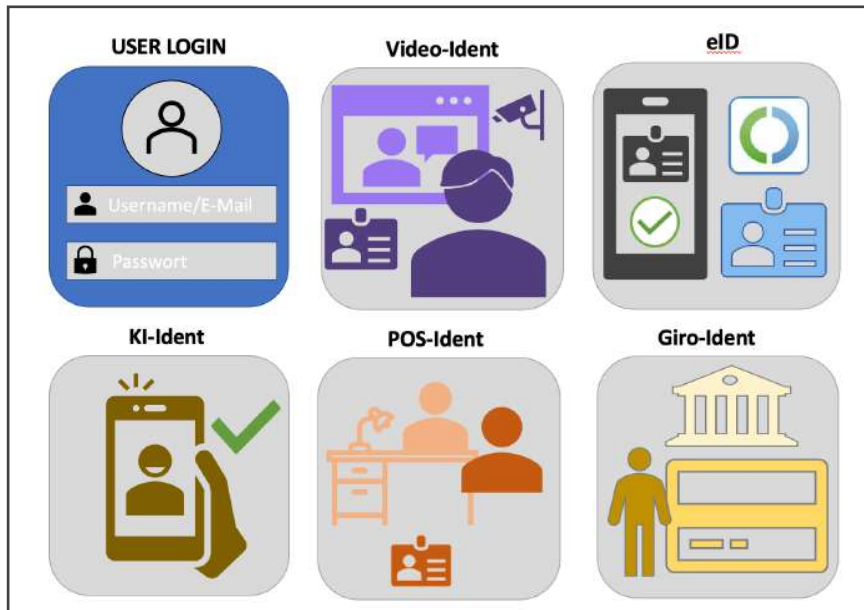 USER LOGIN
Video-Ident
eID
Username/E-Mail
Passwort
KI-Ident
POS-Ident
Giro-Ident